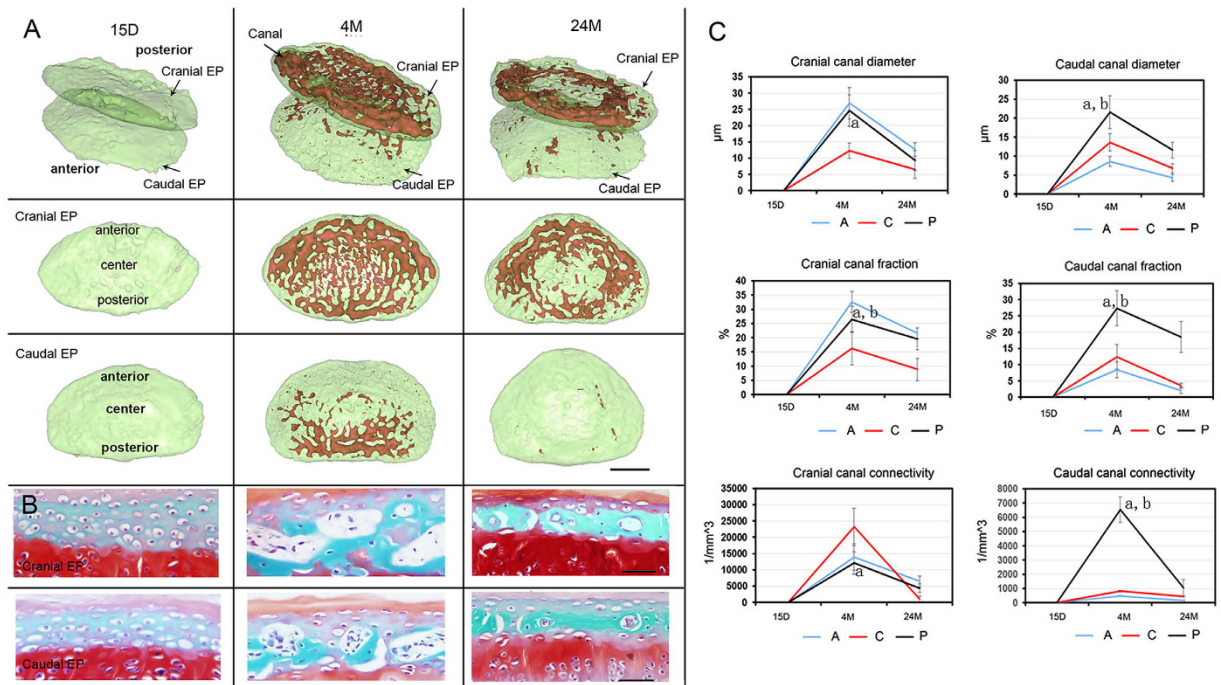 A
15D
4M
24M
posterior
Cranial EP
anterior
Caudal EP
Canal
Cranial EP
Caudal EP
Cranial EP
Caudal EP
Cranial EP
anterior
center
posterior
Caudal EP
anterior
center
posterior
B
Cranial EP
Caudal EP
C
Cranial canal diameter
µm
35
30
25
20
15
10
5
0
a
15D 4M 24M
A C P
Caudal canal diameter
µm
30
25
20
15
10
5
0
a, b
15D 4M 24M
A C P
Cranial canal fraction
%
40
35
30
25
20
15
10
5
0
a, b
15D 4M 24M
A C P
Caudal canal fraction
%
35
30
25
20
15
10
5
0
a, b
15D 4M 24M
A C P
Cranial canal connectivity
1/mm^3
35000
30000
25000
20000
15000
10000
5000
0
a
15D 4M 24M
A C P
Caudal canal connectivity
1/mm^3
8000
7000
6000
5000
4000
3000
2000
1000
0
a, b
15D 4M 24M
A C P